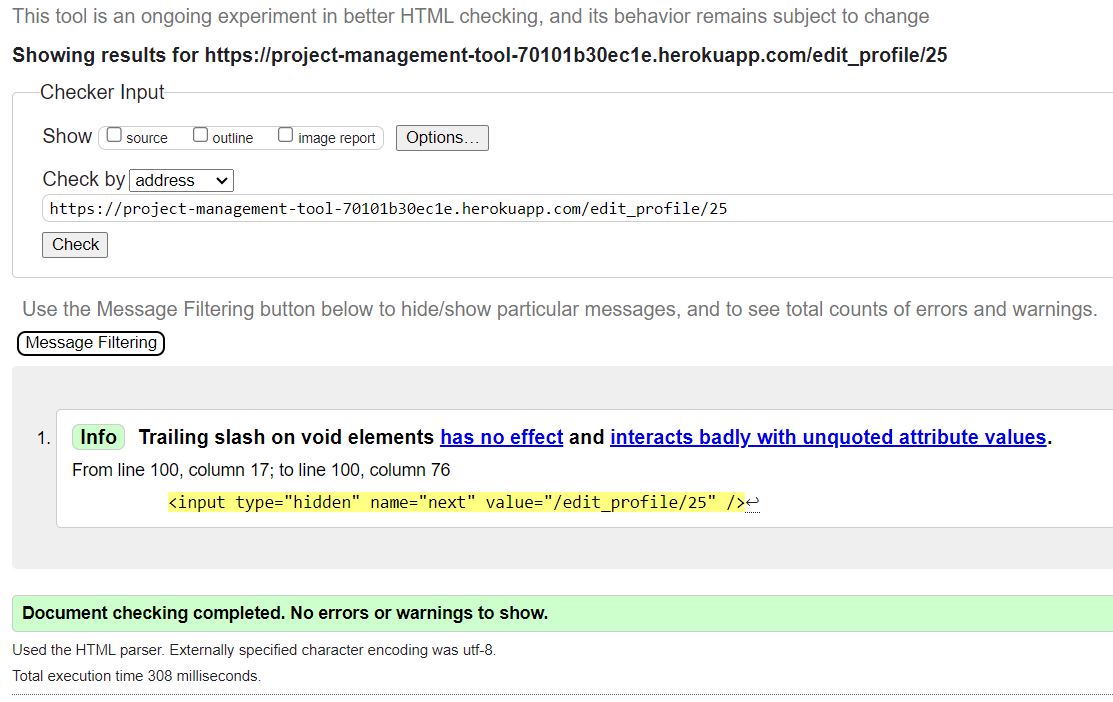 This tool is an ongoing experiment in better HTML checking, and its behavior remains subject to change
Showing results for https://project-management-tool-70101b30ec1e.herokuapp.com/edit_profile/25
Checker Input
Show source outline image report Options...
Check by address
https://project-management-tool-70101b30ec1e.herokuapp.com/edit_profile/25
Check
Use the Message Filtering button below to hide/show particular messages, and to see total counts of errors and warnings.
Message Filtering
1. Info Trailing slash on void elements has no effect and interacts badly with unquoted attribute values.
From line 100, column 17; to line 100, column 76
<input type="hidden" name="next" value="/edit_profile/25" />↩
Document checking completed. No errors or warnings to show.
Used the HTML parser. Externally specified character encoding was utf-8.
Total execution time 308 milliseconds.